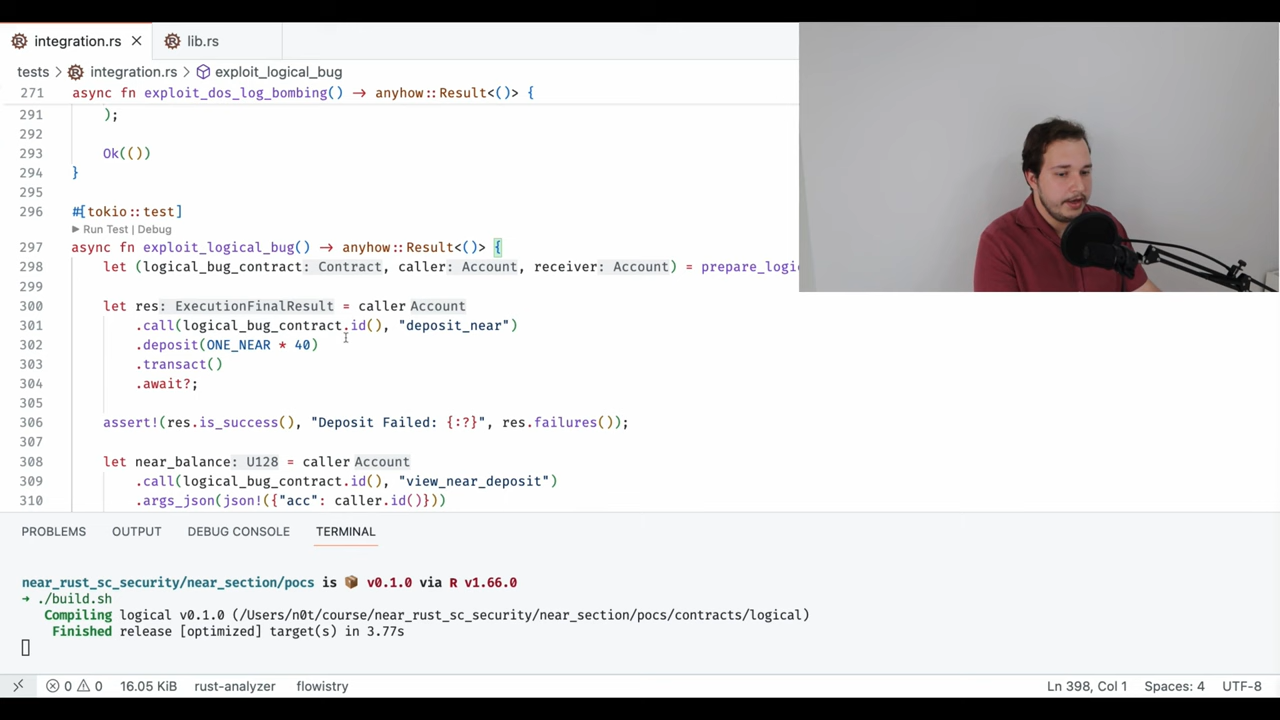 integration.rs
lib.rs
tests > integration.rs > exploit_logical_bug
271 async fn exploit_dos_log_bombing() → anyhow::Result<()> {
291 );
292
293 Ok(())
294 }
295
296 #[tokio::test]
▶ Run Test | Debug
297 async fn exploit_logical_bug() → anyhow::Result<()> {
298 let (logical_bug_contract: Contract, caller: Account, receiver: Account) = prepare_logi
299
300 let res: ExecutionFinalResult = caller Account
301 .call(logical_bug_contract.id(), "deposit_near")
302 .deposit(ONE_NEAR * 40)
303 .transact()
304 .await?;
305
306 assert!(res.is_success(), "Deposit Failed: {:?}", res.failures());
307
308 let near_balance: U128 = caller Account
309 .call(logical_bug_contract.id(), "view_near_deposit")
310 .args_json(json!({"acc": caller.id()}))
PROBLEMS OUTPUT DEBUG CONSOLE TERMINAL
near_rust_sc_security/near_section/pocs is 📦 v0.1.0 via R v1.66.0
➜ ./build.sh
Compiling logical v0.1.0 (/Users/n0t/course/near_rust_sc_security/near_section/pocs/contracts/logical)
Finished release [optimized] target(s) in 3.77s
0 0 16.05 KiB rust-analyzer flowistry Ln 398, Col 1 Spaces: 4 UTF-8